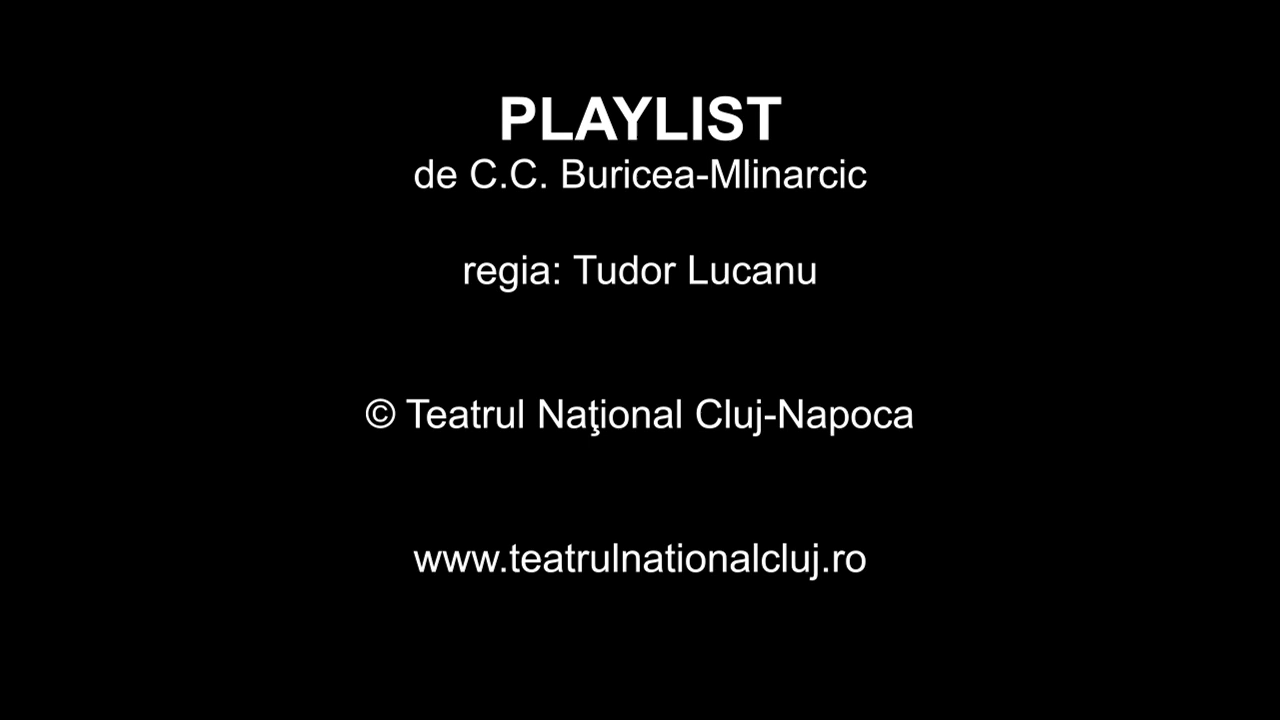 PLAYLIST
de C.C. Buricea-Mlinarcic
regia: Tudor Lucanu
© Teatrul Naţional Cluj-Napoca
www.teatrulnationalcluj.ro